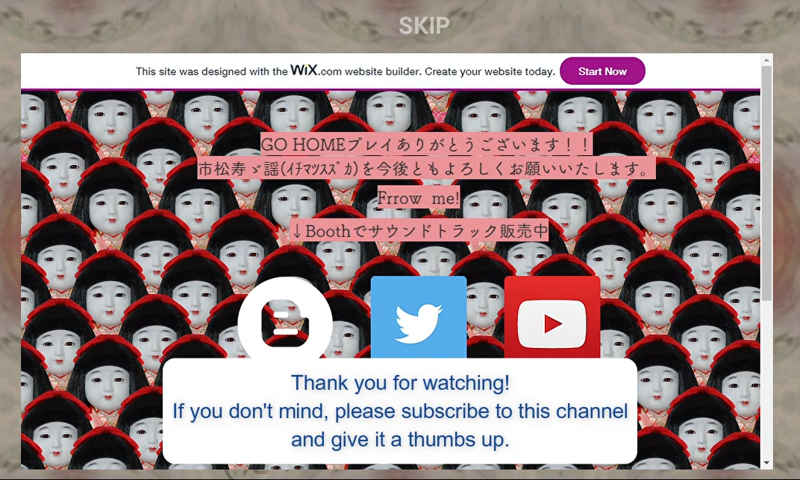 SKIP
This site was designed with the WiX.com website builder. Create your website today. Start Now
GO HOMEプレイありがとうございます！！
市松寿ゞ謡(ｲﾁﾏﾂｽｽﾞｶ)を今後ともよろしくお願いいたします。
Frrow me!
↓Boothでサウンドトラック販売中
Thank you for watching!
If you don't mind, please subscribe to this channel
and give it a thumbs up.